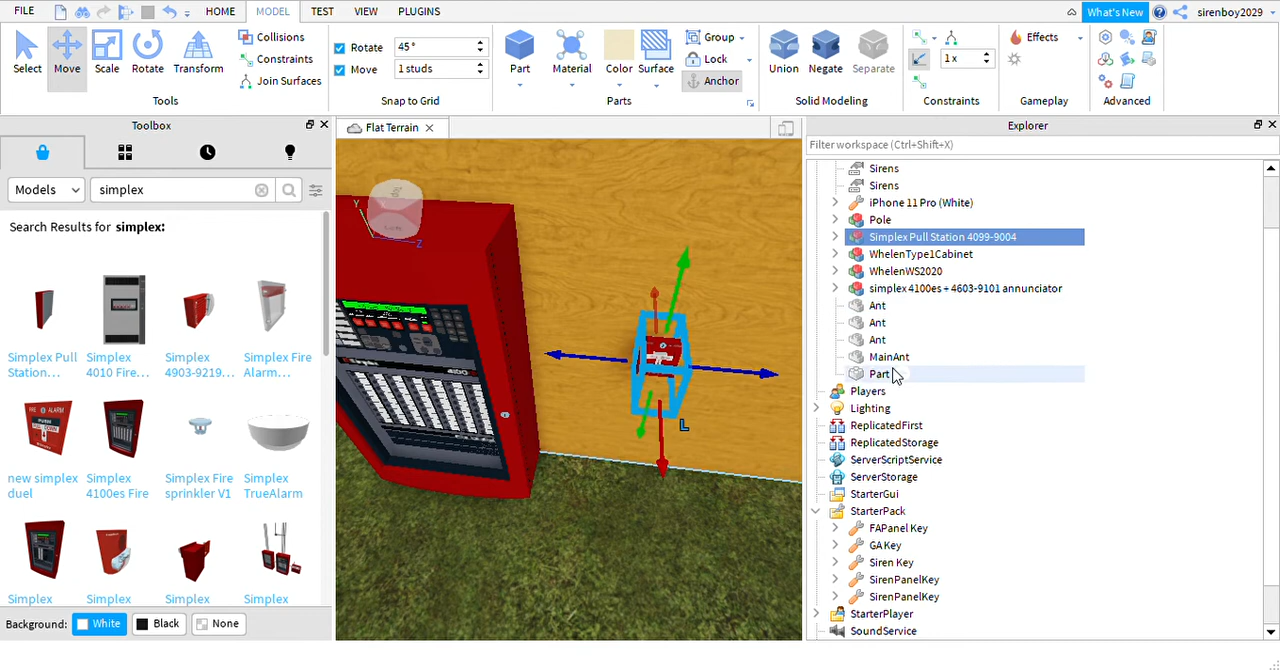 FILE HOME MODEL TEST VIEW PLUGINS What's New sirenboy2029
Select Move Scale Rotate Transform
Collisions
Constraints
Join Surfaces
Tools
Rotate 45°
Move 1 studs
Snap to Grid
Part Material Color Surface
Group
Lock
Anchor
Parts
Union Negate Separate
Solid Modeling
1 x
Constraints
Effects
Gameplay
Advanced
Toolbox
Models simplex
Search Results for simplex:
Simplex Pull Station...
Simplex 4010 Fire...
Simplex 4903-9219...
Simplex Fire Alarm...
new simplex duel
Simplex 4100es Fire
Simplex Fire sprinkler V1
Simplex TrueAlarm
Simplex
Simplex
Simplex
Simplex
Background: White Black None
Flat Terrain
Y
Z
L
Explorer
Filter workspace (Ctrl+Shift+X)
Sirens
Sirens
iPhone 11 Pro (White)
Pole
Simplex Pull Station 4099-9004
WhelenType1Cabinet
WhelenWS2020
simplex 4100es + 4603-9101 annunciator
Ant
Ant
Ant
MainAnt
Part
Players
Lighting
ReplicatedFirst
ReplicatedStorage
ServerScriptService
ServerStorage
StarterGui
StarterPack
FAPanel Key
GA Key
Siren Key
SirenPanelKey
SirenPanelKey
StarterPlayer
SoundService